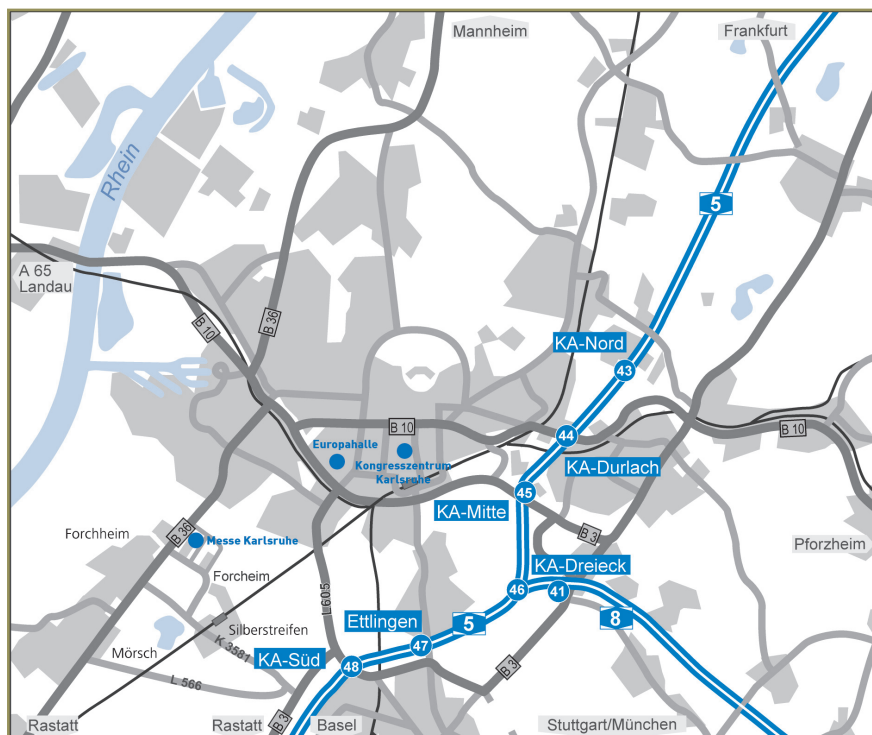 Mannheim
Frankfurt
Rhein
5
A 65
Landau
B 36
B 10
KA-Nord
43
B 10
B 10
44
Europahalle
Kongresszentrum
Karlsruhe
KA-Durlach
45
KA-Mitte
B 36
Forchheim
Messe Karlsruhe
B 3
Pforzheim
KA-Dreieck
Forcheim
46
41
L605
Ettlingen
5
8
Silberstreifen
K 3581
Mörsch
47
KA-Süd
48
B 3
L 566
B 3
Rastatt
Rastatt
Basel
Stuttgart/München